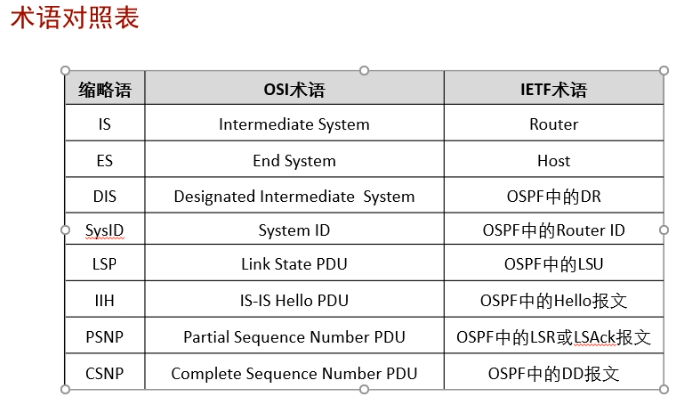 术语对照表
缩略语 OSI术语 IETF术语
IS Intermediate System Router
ES End System Host
DIS Designated Intermediate System OSPF中的DR
SysID System ID OSPF中的Router ID
LSP Link State PDU OSPF中的LSU
IIH IS-IS Hello PDU OSPF中的Hello报文
PSNP Partial Sequence Number PDU OSPF中的LSR或LSAck报文
CSNP Complete Sequence Number PDU OSPF中的DD报文